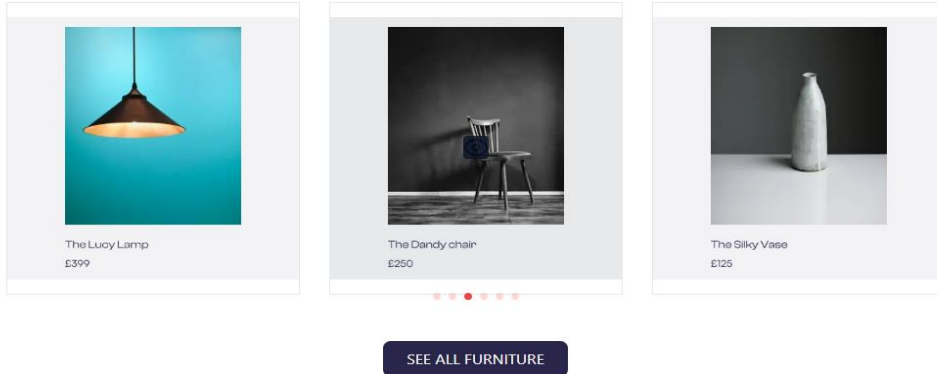 The Lucy Lamp
£399
The Dandy chair
£250
The Silky Vase
£125
SEE ALL FURNITURE